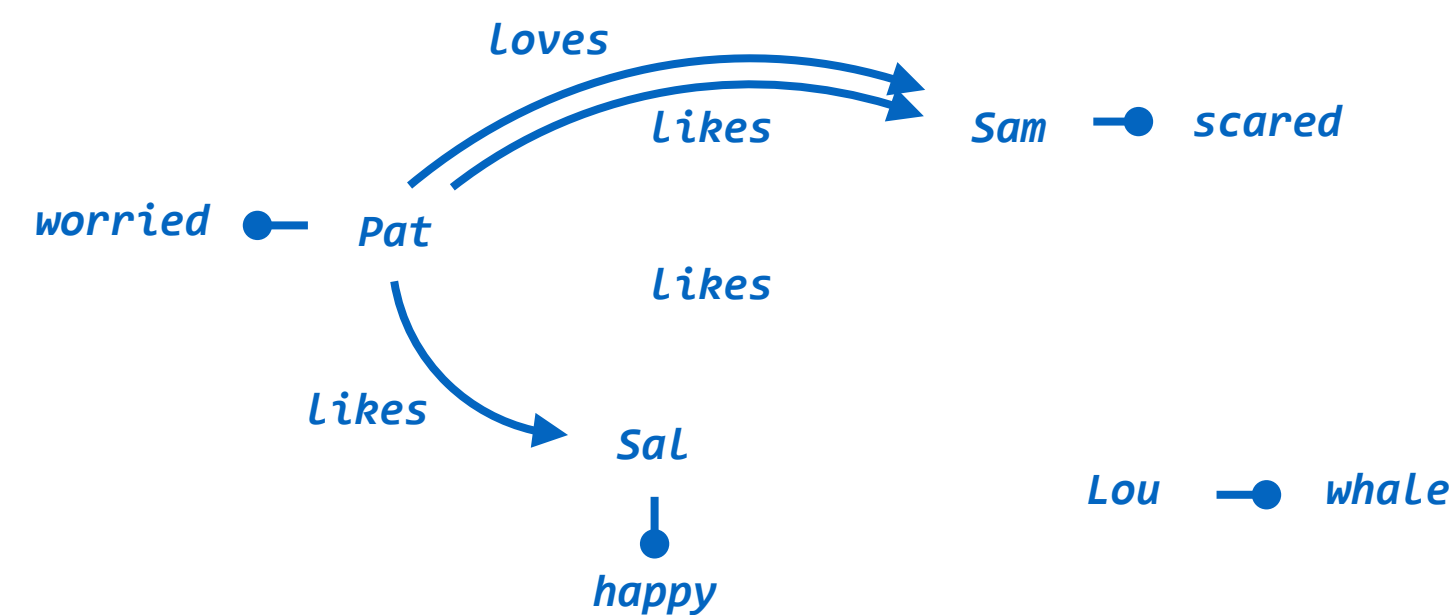 loves
likes
Sam
scared
worried
Pat
likes
likes
Sal
Lou
whale
happy